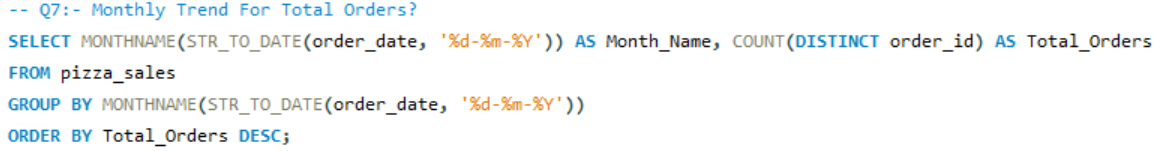 -- Q7:- Monthly Trend For Total Orders?
SELECT MONTHNAME(STR_TO_DATE(order_date, '%d-%m-%Y')) AS Month_Name, COUNT(DISTINCT order_id) AS Total_Orders
FROM pizza_sales
GROUP BY MONTHNAME(STR_TO_DATE(order_date, '%d-%m-%Y'))
ORDER BY Total_Orders DESC;